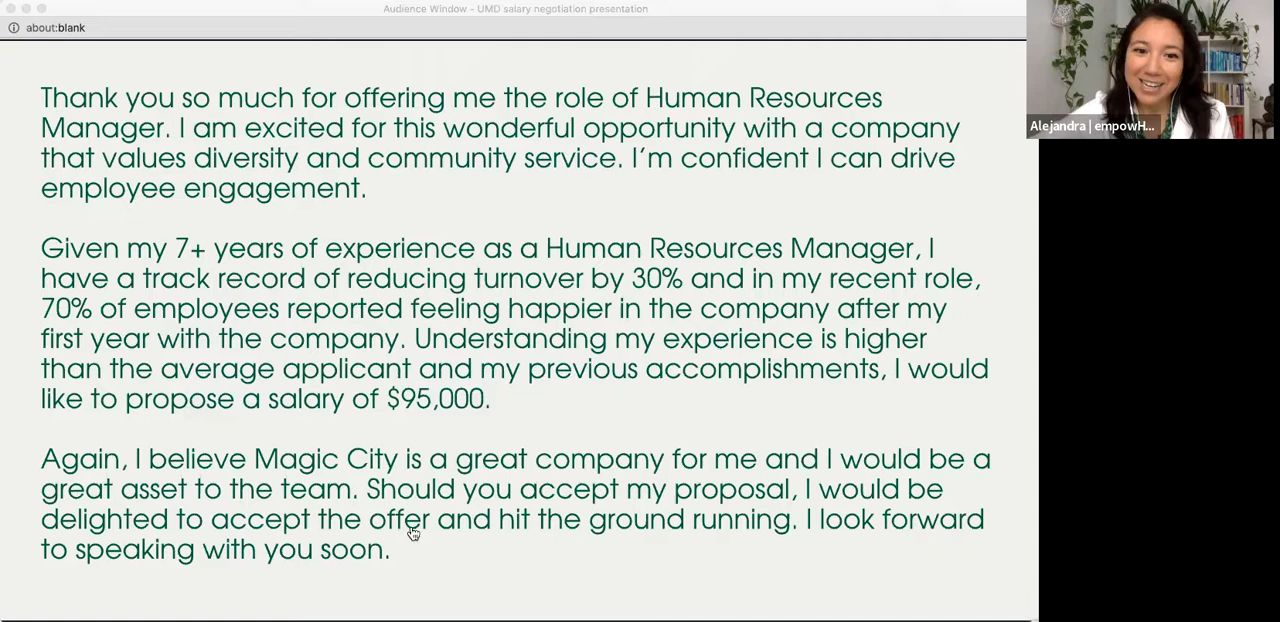 Audience Window - UMD salary negotiation presentation
about:blank
Thank you so much for offering me the role of Human Resources
Manager. I am excited for this wonderful opportunity with a company
that values diversity and community service. I'm confident I can drive
employee engagement.
Given my 7+ years of experience as a Human Resources Manager, I
have a track record of reducing turnover by 30% and in my recent role,
70% of employees reported feeling happier in the company after my
first year with the company. Understanding my experience is higher
than the average applicant and my previous accomplishments, I would
like to propose a salary of $95,000.
Again, I believe Magic City is a great company for me and I would be a
great asset to the team. Should you accept my proposal, I would be
delighted to accept the offer and hit the ground running. I look forward
to speaking with you soon.
Alejandra | empowH...